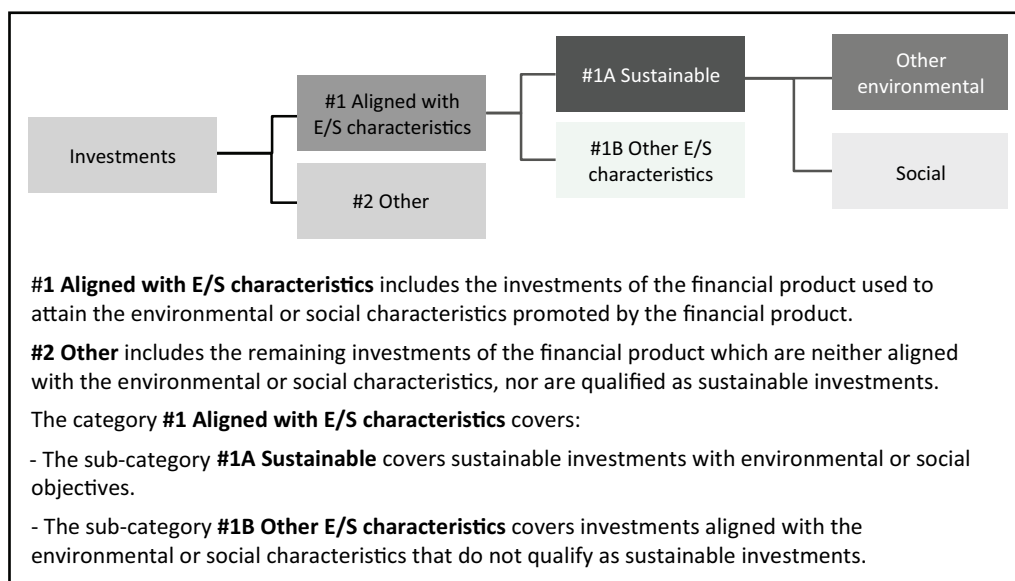 Investments
#1 Aligned with
E/S characteristics
#2 Other
#1A Sustainable
#1B Other E/S
characteristics
Other
environmental
Social
#1 Aligned with E/S characteristics includes the investments of the financial product used to
attain the environmental or social characteristics promoted by the financial product.
#2 Other includes the remaining investments of the financial product which are neither aligned
with the environmental or social characteristics, nor are qualified as sustainable investments.
The category #1 Aligned with E/S characteristics covers:
- The sub-category #1A Sustainable covers sustainable investments with environmental or social
objectives.
- The sub-category #1B Other E/S characteristics covers investments aligned with the
environmental or social characteristics that do not qualify as sustainable investments.